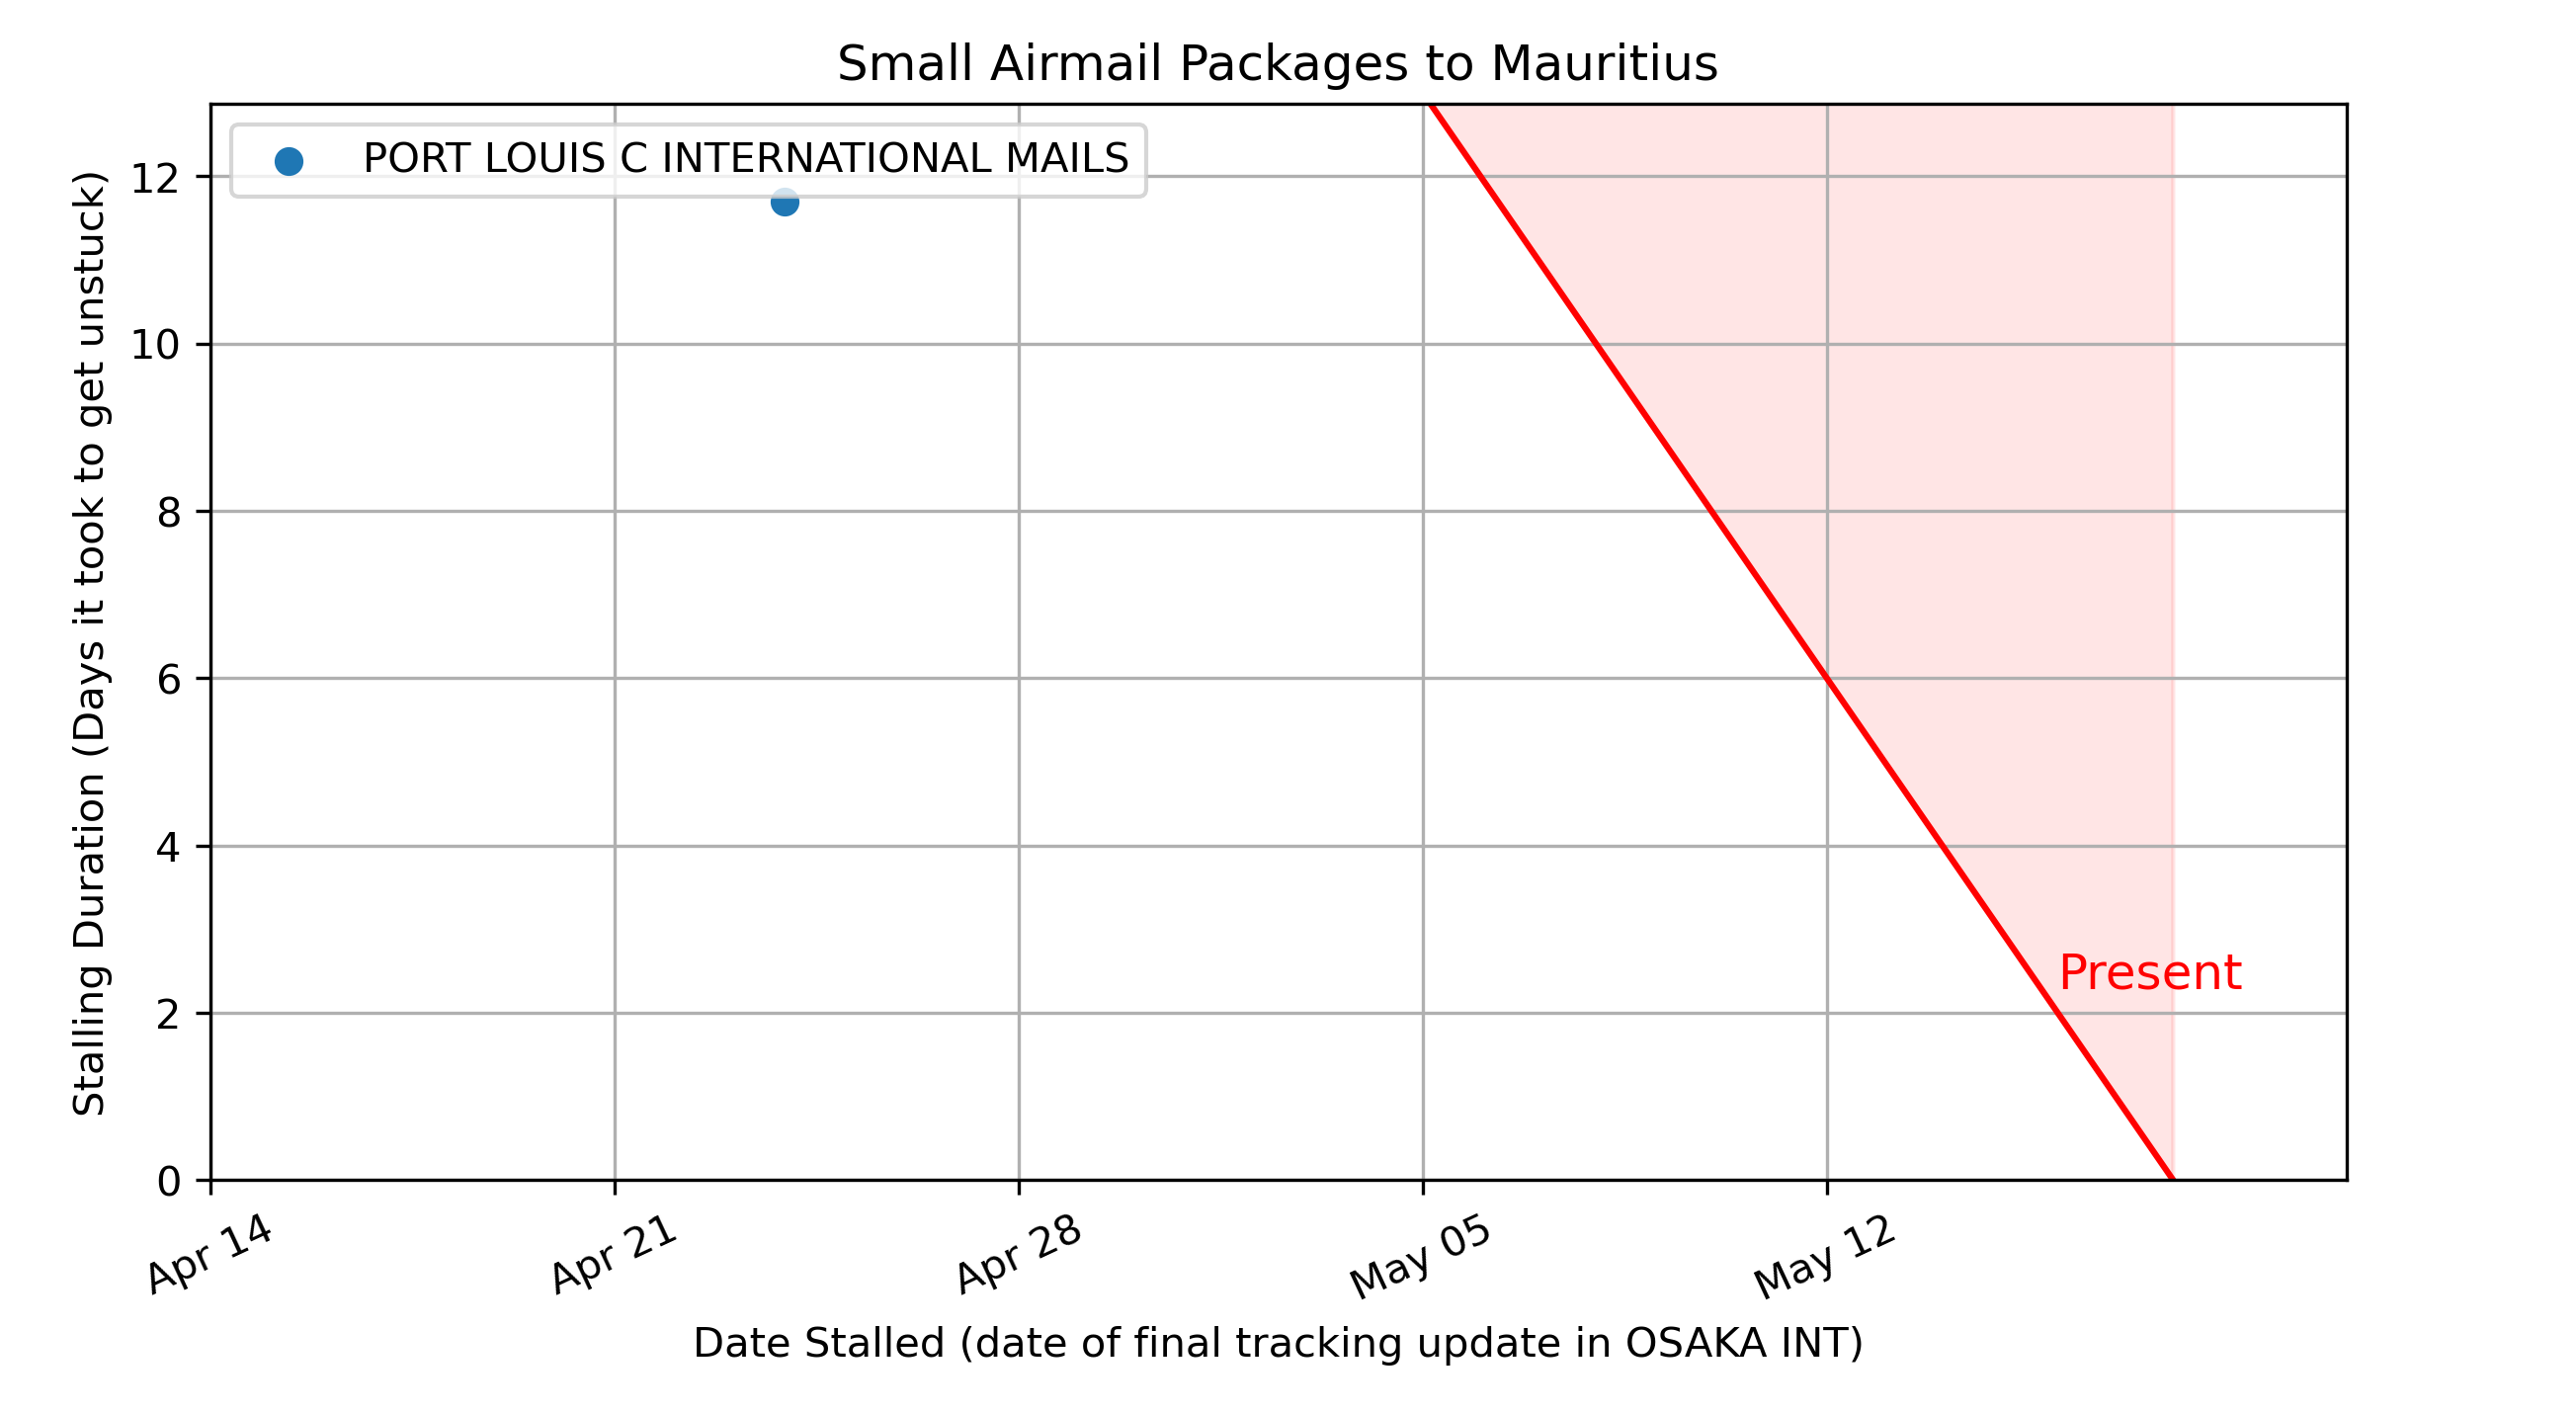 Small Airmail Packages to Mauritius
PORT LOUIS C INTERNATIONAL MAILS
Stalling Duration (Days it took to get unstuck)
12
10
8
6
4
2
0
Present
Apr 14
Apr 21
Apr 28
May 05
May 12
Date Stalled (date of final tracking update in OSAKA INT)